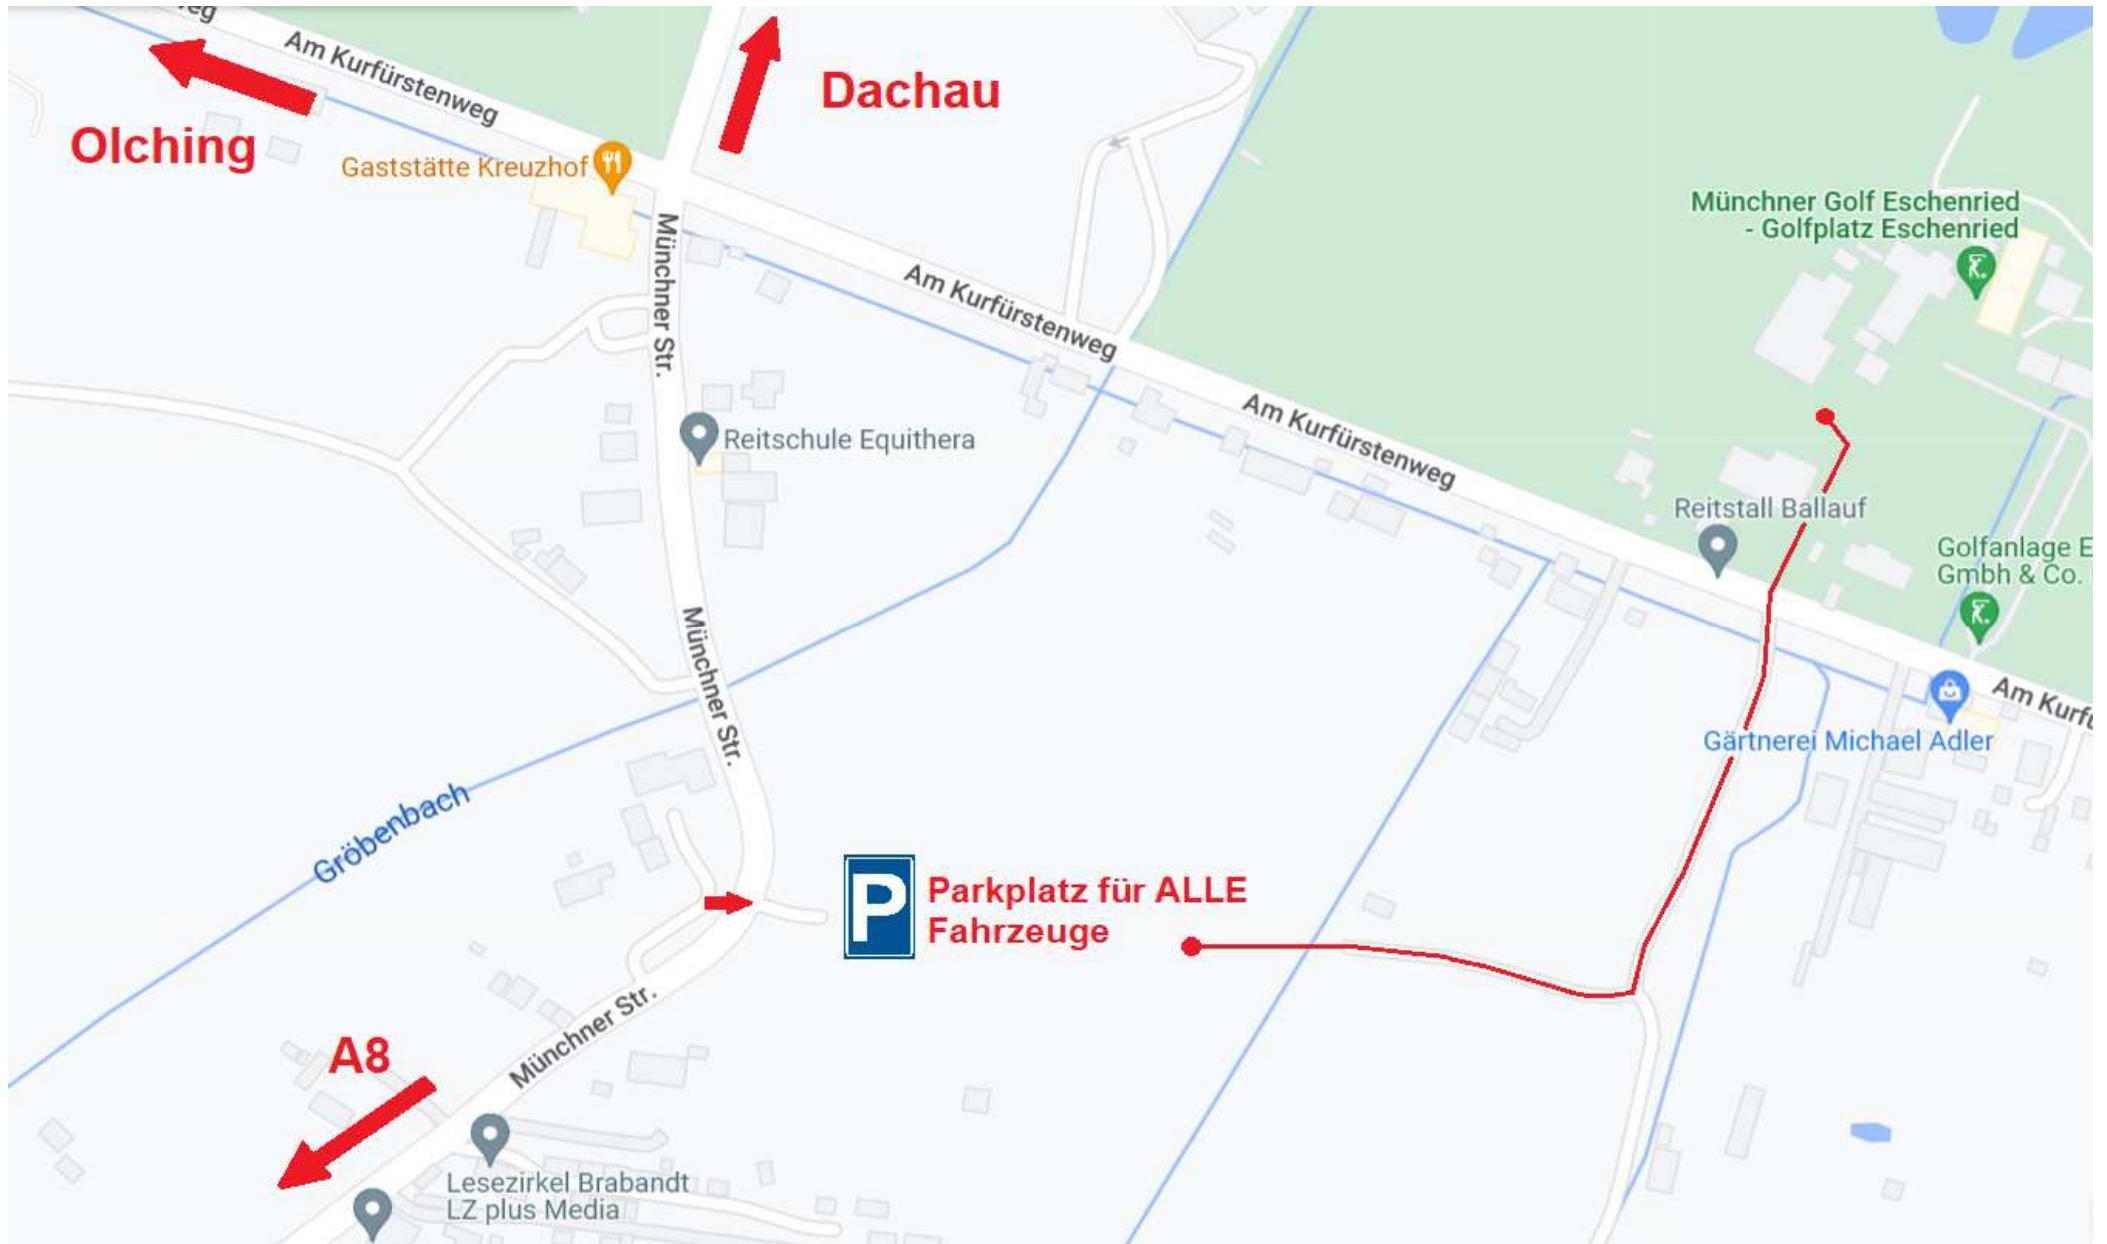 eg
Am Kurfürstenweg
Dachau
Olching
Gaststätte Kreuzhof
Münchner Golf Eschenried
- Golfplatz Eschenried
Münchner Str.
Am Kurfürstenweg
Am Kurfürstenweg
Reitschule Equithera
Reitstall Ballauf
Golfanlage E
Gmbh & Co.
Münchner Str.
Am Kurfü
Gärtnerei Michael Adler
Gröbenbach
P
Parkplatz für ALLE
Fahrzeuge
Münchner Str.
A8
Lesezirkel Brabandt
LZ plus Media